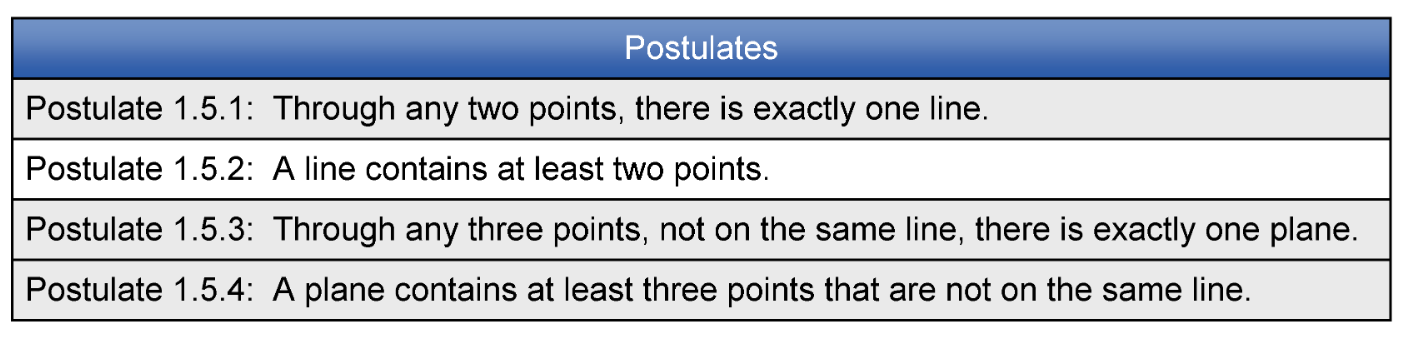 Postulates
Postulate 1.5.1: Through any two points, there is exactly one line.
Postulate 1.5.2: A line contains at least two points.
Postulate 1.5.3: Through any three points, not on the same line, there is exactly one plane.
Postulate 1.5.4: A plane contains at least three points that are not on the same line.